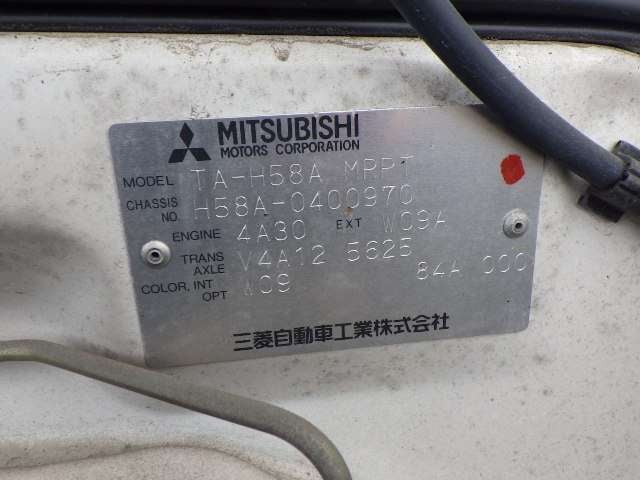 MITSUBISHI
MOTORS CORPORATION
MODEL TA-H58A MRPT
CHASSIS NO. H58A-0400970
ENGINE 4A30 EXT W09A
TRANS AXLE V4A12 5625
COLOR, INT OPT W09 84A 000
三菱自動車工業株式会社